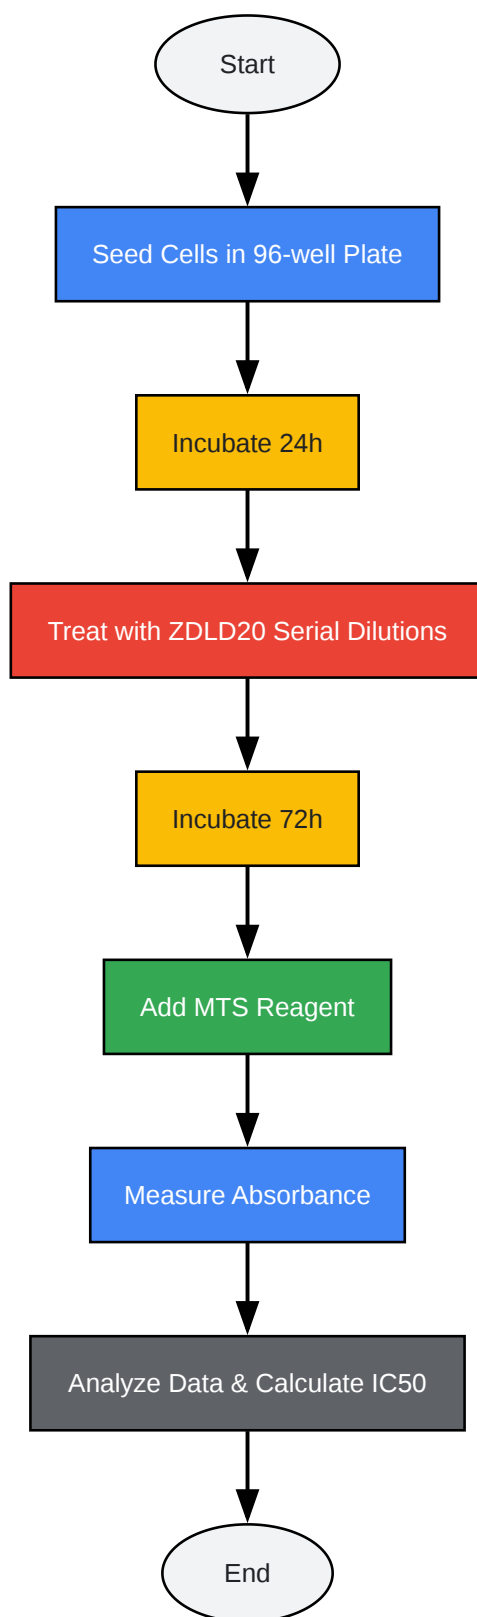 Start
Seed Cells in 96-well Plate
Incubate 24h
Treat with ZDLD20 Serial Dilutions
Incubate 72h
Add MTS Reagent
Measure Absorbance
Analyze Data & Calculate IC50
End